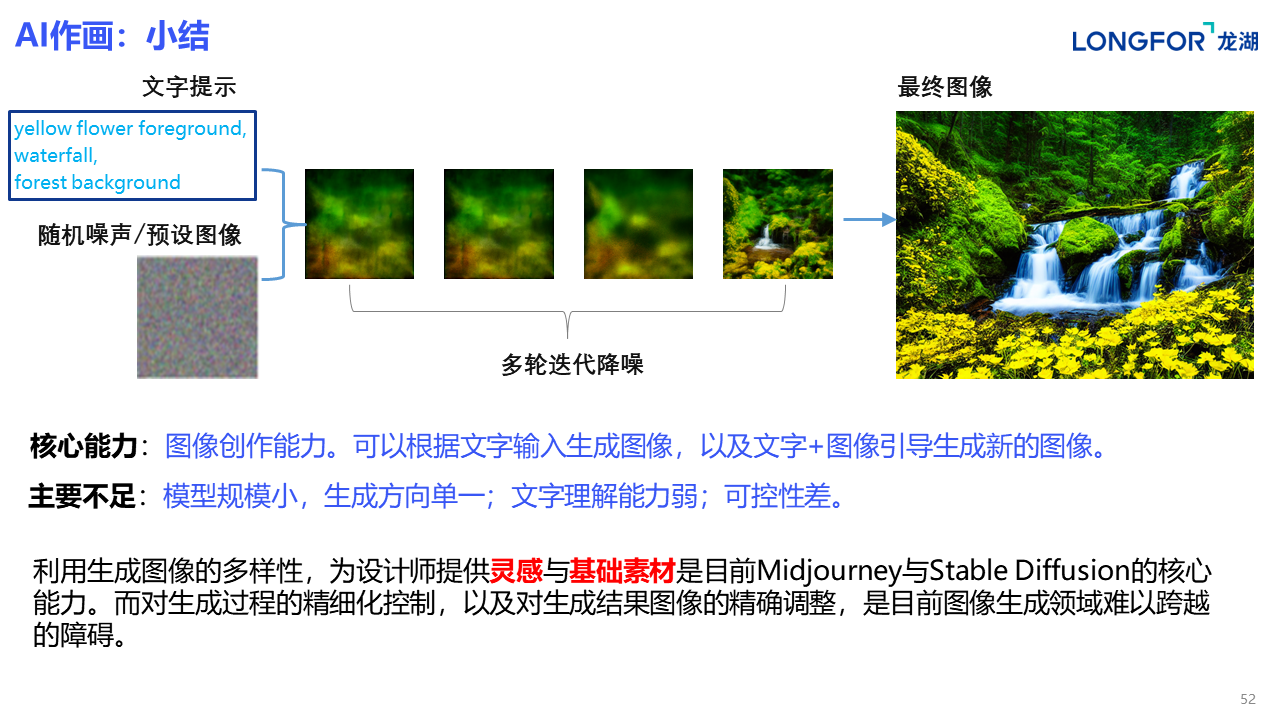 AI作画：小结
LONGFOR 龙湖
文字提示
yellow flower foreground,
waterfall,
forest background
随机噪声/预设图像
多轮迭代降噪
最终图像
核心能力：图像创作能力。可以根据文字输入生成图像，以及文字+图像引导生成新的图像。
主要不足：模型规模小，生成方向单一；文字理解能力弱；可控性差。
利用生成图像的多样性，为设计师提供灵感与基础素材是目前Midjourney与Stable Diffusion的核心
能力。而对生成过程的精细化控制，以及对生成结果图像的精确调整，是目前图像生成领域难以跨越
的障碍。
52